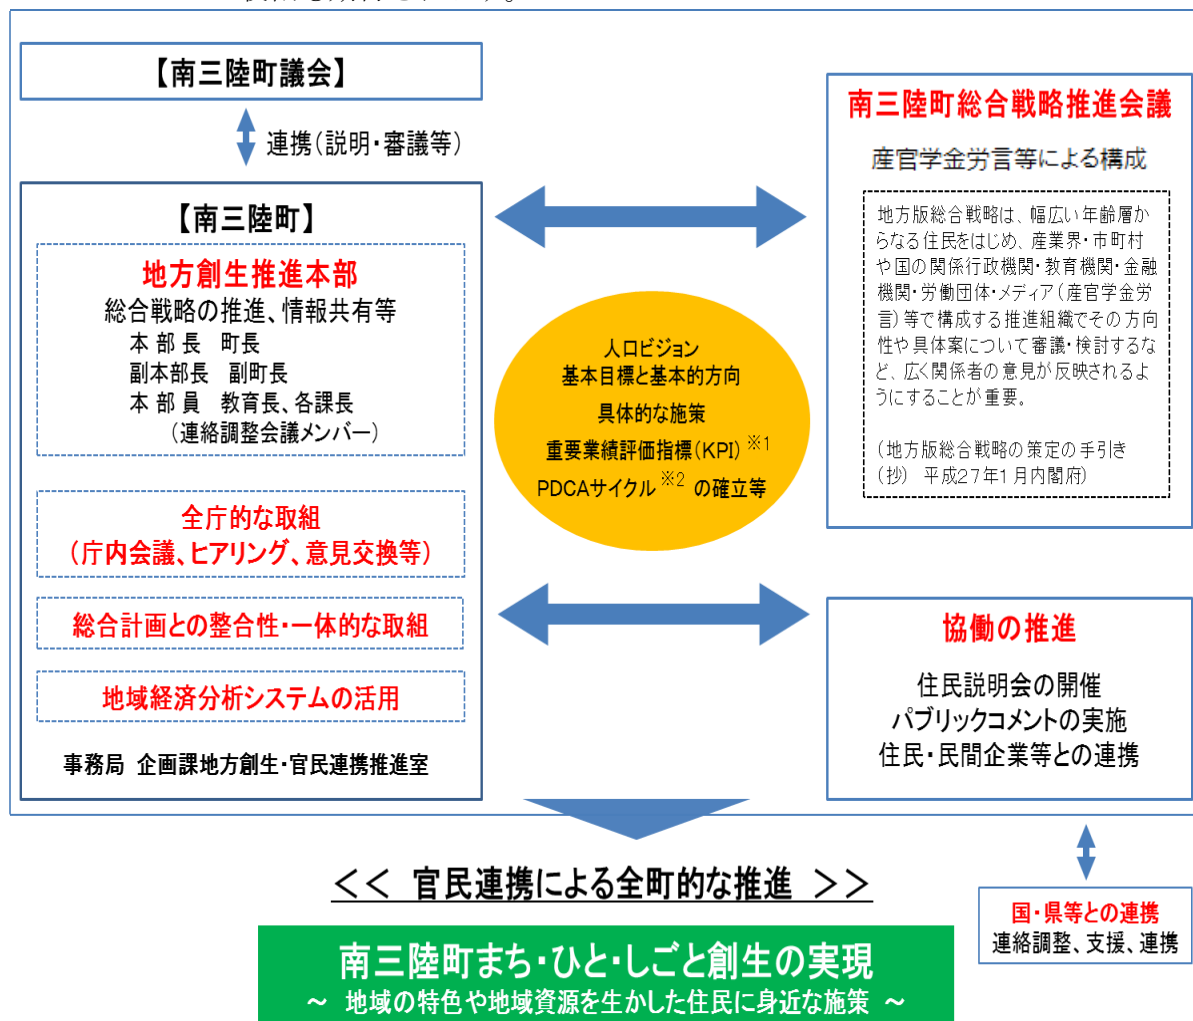 【南三陸町議会】
連携(説明・審議等)
【南三陸町】
地方創生推進本部
総合戦略の推進、情報共有等
本 部 長　町長
副本部長　副町長
本 部 員　教育長、各課長
(連絡調整会議メンバー)
全庁的な取組
(庁内会議、ヒアリング、意見交換等)
総合計画との整合性・一体的な取組
地域経済分析システムの活用
事務局 企画課地方創生・官民連携推進室
人口ビジョン
基本目標と基本的方向
具体的な施策
重要業績評価指標(KPI) ※1
PDCAサイクル ※2 の確立等
南三陸町総合戦略推進会議
産官学金労言等による構成
地方版総合戦略は、幅広い年齢層か
らなる住民をはじめ、産業界・市町村
や国の関係行政機関・教育機関・金融
機関・労働団体・メディア(産官学金労
言)等で構成する推進組織でその方向
性や具体案について審議・検討するな
ど、広く関係者の意見が反映されるよ
うにすることが重要。
(地方版総合戦略の策定の手引き
(抄)　平成27年1月内閣府)
協働の推進
住民説明会の開催
パブリックコメントの実施
住民・民間企業等との連携
国・県等との連携
連絡調整、支援、連携
<< 官民連携による全町的な推進 >>
南三陸町まち・ひと・しごと創生の実現
～ 地域の特色や地域資源を生かした住民に身近な施策 ～